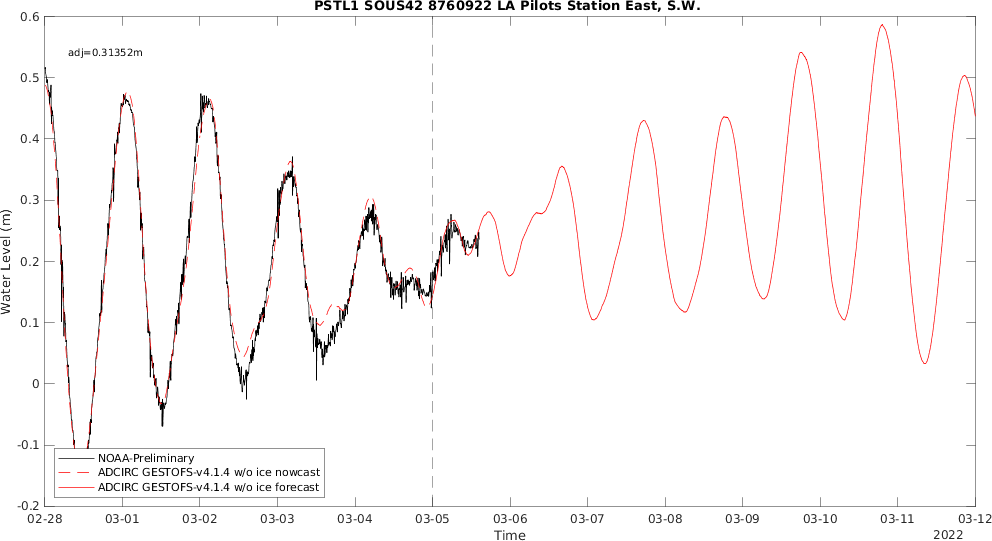 PSTL1 SOUS42 8760922 LA Pilots Station East, S.W.
adj=0.31352m
Water Level (m)
0.6
0.5
0.4
0.3
0.2
0.1
0
-0.1
-0.2
NOAA-Preliminary
ADCIRC GESTOFS-v4.1.4 w/o ice nowcast
ADCIRC GESTOFS-v4.1.4 w/o ice forecast
02-28 03-01 03-02 03-03 03-04 03-05 03-06 03-07 03-08 03-09 03-10 03-11 03-12
Time
2022